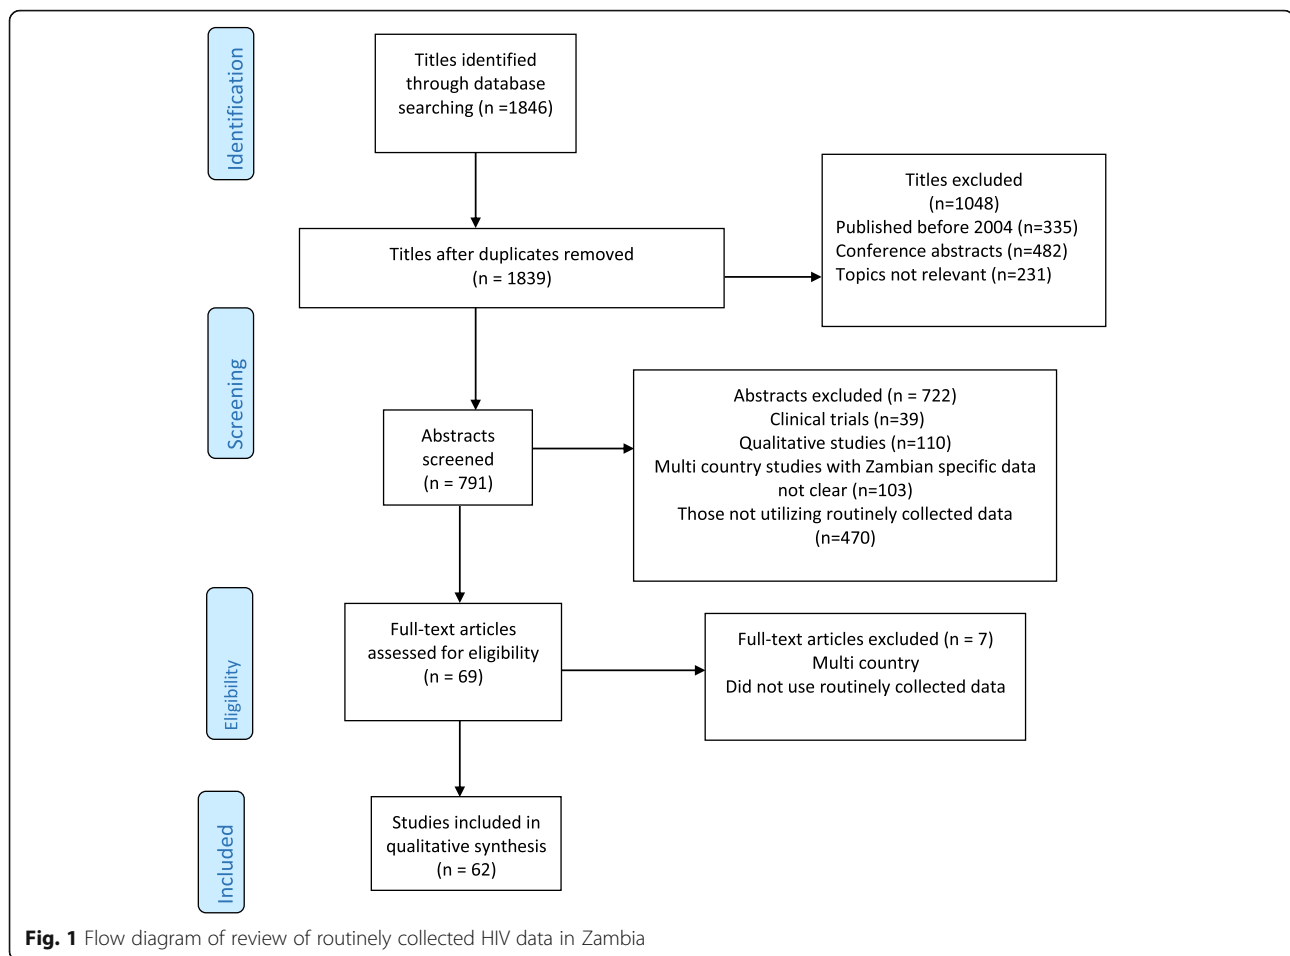 Identification
Titles identified
through database
searching (n =1846)
Titles after duplicates removed
(n = 1839)
Titles excluded
(n=1048)
Published before 2004 (n=335)
Conference abstracts (n=482)
Topics not relevant (n=231)
Screening
Abstracts
screened
(n = 791)
Abstracts excluded (n = 722)
Clinical trials (n=39)
Qualitative studies (n=110)
Multi country studies with Zambian specific data
not clear (n=103)
Those not utilizing routinely collected data
(n=470)
Eligibility
Full-text articles
assessed for eligibility
(n = 69)
Full-text articles excluded (n = 7)
Multi country
Did not use routinely collected data
Included
Studies included in
qualitative synthesis
(n = 62)
Fig. 1 Flow diagram of review of routinely collected HIV data in Zambia